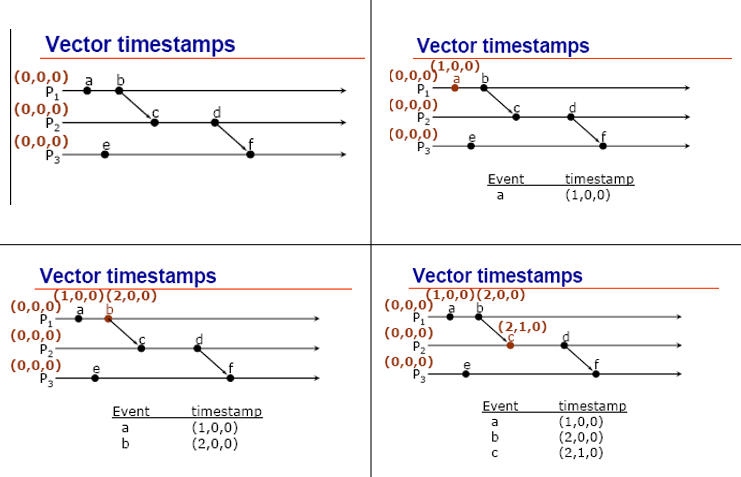 Vector timestamps
(0,0,0) a b
P1
(0,0,0) c d
P2
(0,0,0) e f
P3
Vector timestamps
(1,0,0)
(0,0,0) a b
P1
(0,0,0) c d
P2
(0,0,0) e f
P3
Event timestamp
a (1,0,0)
Vector timestamps
(1,0,0) (2,0,0)
(0,0,0) a b
P1
(0,0,0) c d
P2
(0,0,0) e f
P3
Event timestamp
a (1,0,0)
b (2,0,0)
Vector timestamps
(1,0,0) (2,0,0)
(0,0,0) a b
P1
(2,1,0)
(0,0,0) c d
P2
(0,0,0) e f
P3
Event timestamp
a (1,0,0)
b (2,0,0)
c (2,1,0)